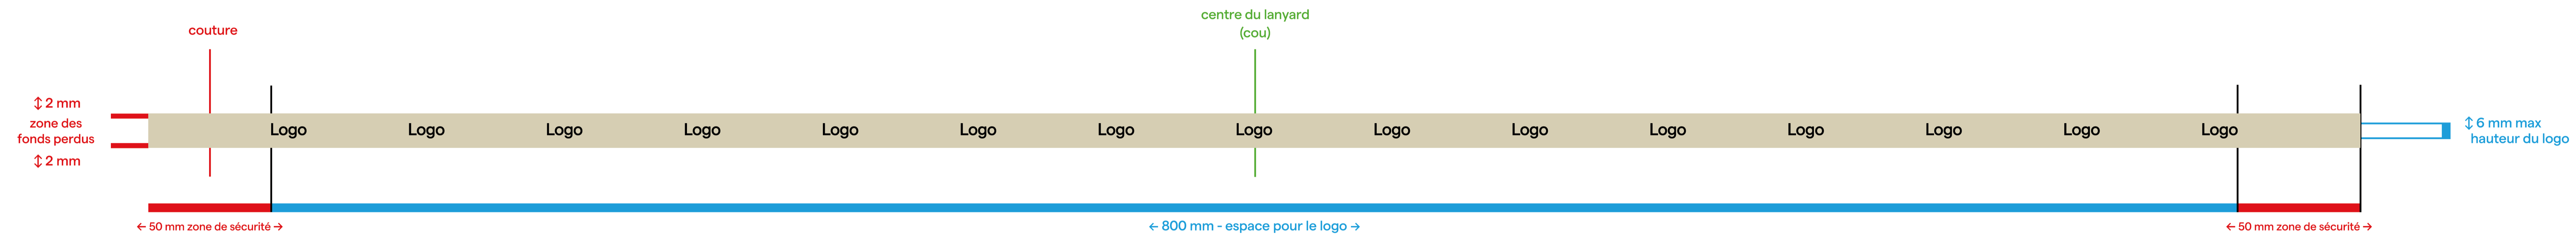 centre du lanyard
(cou)
couture
↕ 2 mm
zone des
fonds perdus
↕ 2 mm
Logo Logo Logo Logo Logo Logo Logo Logo Logo Logo Logo Logo Logo Logo Logo
↕ 6 mm max
hauteur du logo
← 50 mm zone de sécurité →
← 800 mm - espace pour le logo →
← 50 mm zone de sécurité →